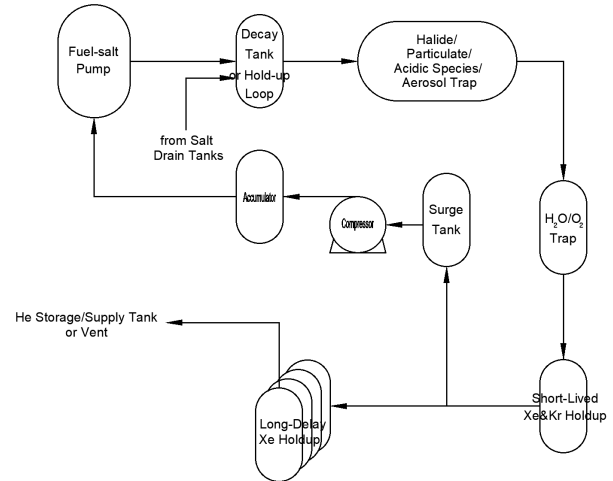 Fuel-salt
Pump
Decay
Tank
or Hold-up
Loop
Halide/
Particulate/
Acidic Species/
Aerosol Trap
from Salt
Drain Tanks
Accumulator
Compressor
Surge
Tank
H2O/O2
Trap
He Storage/Supply Tank
or Vent
Long-Delay
Xe Holdup
Short-Lived
Xe&Kr Holdup